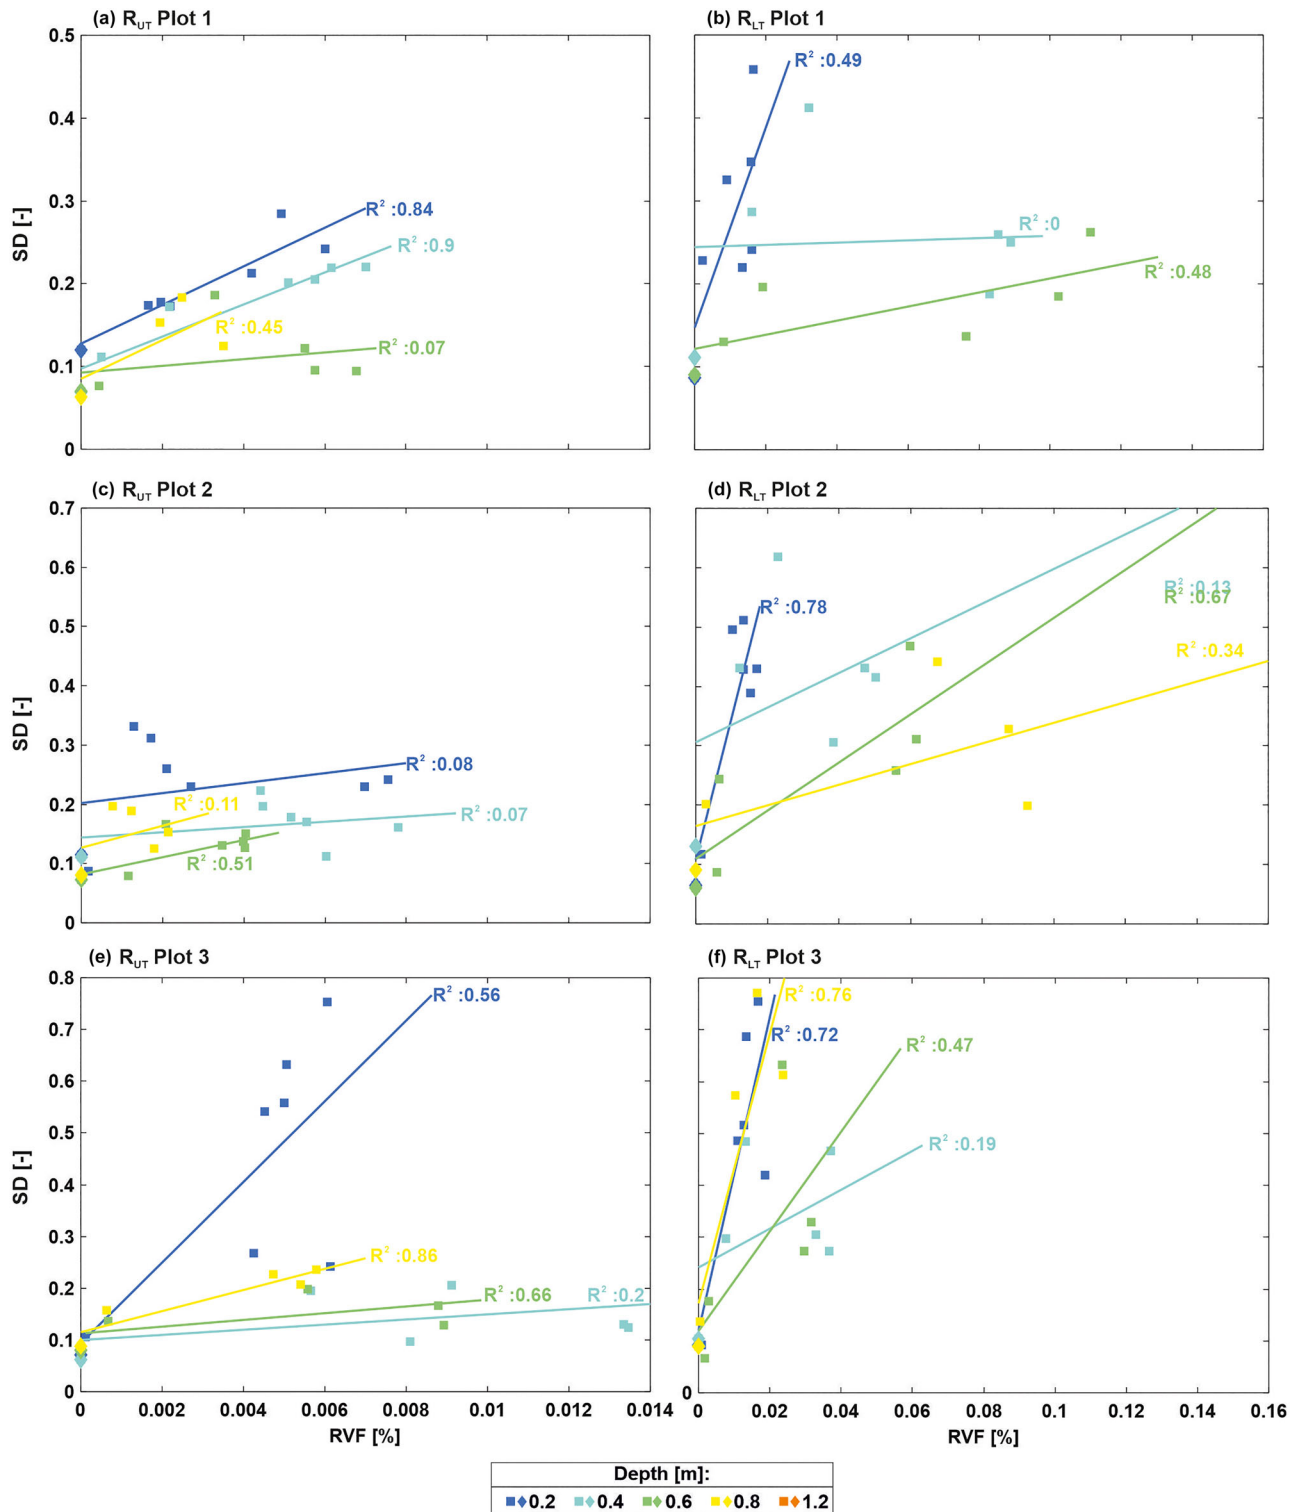 (a) R_UT Plot 1
(b) R_LT Plot 1
0.5
0.4
0.3
0.2
0.1
0
SD [-]
R² :0.84
R² :0.9
R² :0.45
R² :0.07
R² :0.49
R² :0
R² :0.48
(c) R_UT Plot 2
(d) R_LT Plot 2
0.7
0.6
0.5
0.4
0.3
0.2
0.1
0
SD [-]
R² :0.08
R² :0.11
R² :0.07
R² :0.51
R² :0.78
R² :0.13
R² :0.67
R² :0.34
(e) R_UT Plot 3
(f) R_LT Plot 3
0.8
0.7
0.6
0.5
0.4
0.3
0.2
0.1
0
SD [-]
R² :0.56
R² :0.86
R² :0.66
R² :0.2
R² :0.76
R² :0.72
R² :0.47
R² :0.19
0
0 0.002 0.004 0.006 0.008 0.01 0.012 0.014
RVF [%]
0 0.02 0.04 0.06 0.08 0.1 0.12 0.14 0.16
RVF [%]
Depth [m]:
0.2 0.4 0.6 0.8 1.2